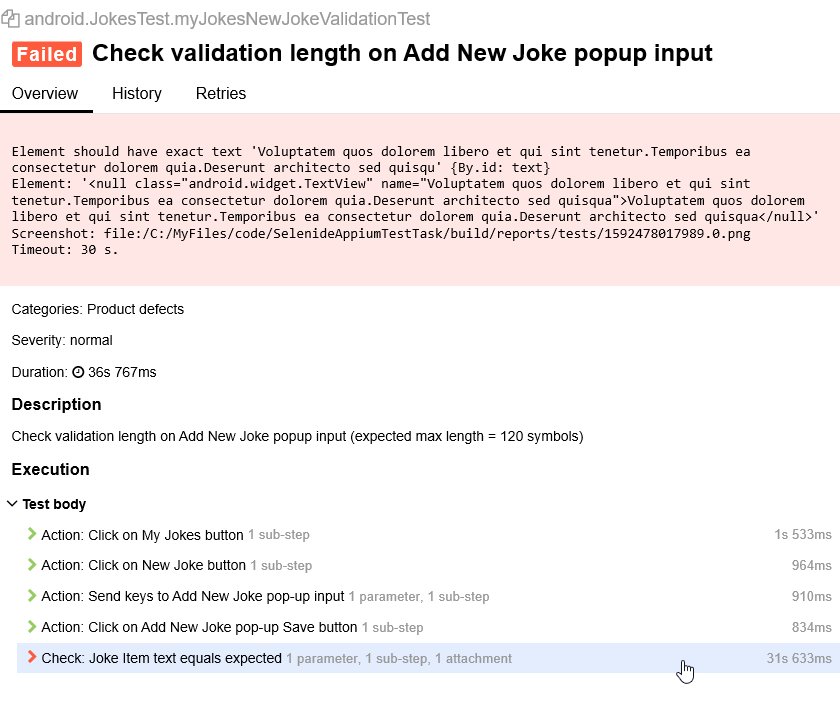 android.JokesTest.myJokesNewJokeValidationTest
Failed Check validation length on Add New Joke popup input
Overview History Retries
Element should have exact text 'Voluptatem quos dolorem libero et qui sint tenetur.Temporibus ea
consectetur dolorem quia.Deserunt architecto sed quisqu' {By.id: text}
Element: '<null class="android.widget.TextView" name="Voluptatem quos dolorem libero et qui sint
tenetur.Temporibus ea consectetur dolorem quia.Deserunt architecto sed quisqua">Voluptatem quos dolorem
libero et qui sint tenetur.Temporibus ea consectetur dolorem quia.Deserunt architecto sed quisqua</null>'
Screenshot: file:/C:/MyFiles/code/SelenideAppiumTestTask/build/reports/tests/1592478017989.0.png
Timeout: 30 s.
Categories: Product defects
Severity: normal
Duration: 36s 767ms
Description
Check validation length on Add New Joke popup input (expected max length = 120 symbols)
Execution
Test body
Action: Click on My Jokes button 1 sub-step 1s 533ms
Action: Click on New Joke button 1 sub-step 964ms
Action: Send keys to Add New Joke pop-up input 1 parameter, 1 sub-step 910ms
Action: Click on Add New Joke pop-up Save button 1 sub-step 834ms
Check: Joke Item text equals expected 1 parameter, 1 sub-step, 1 attachment 31s 633ms